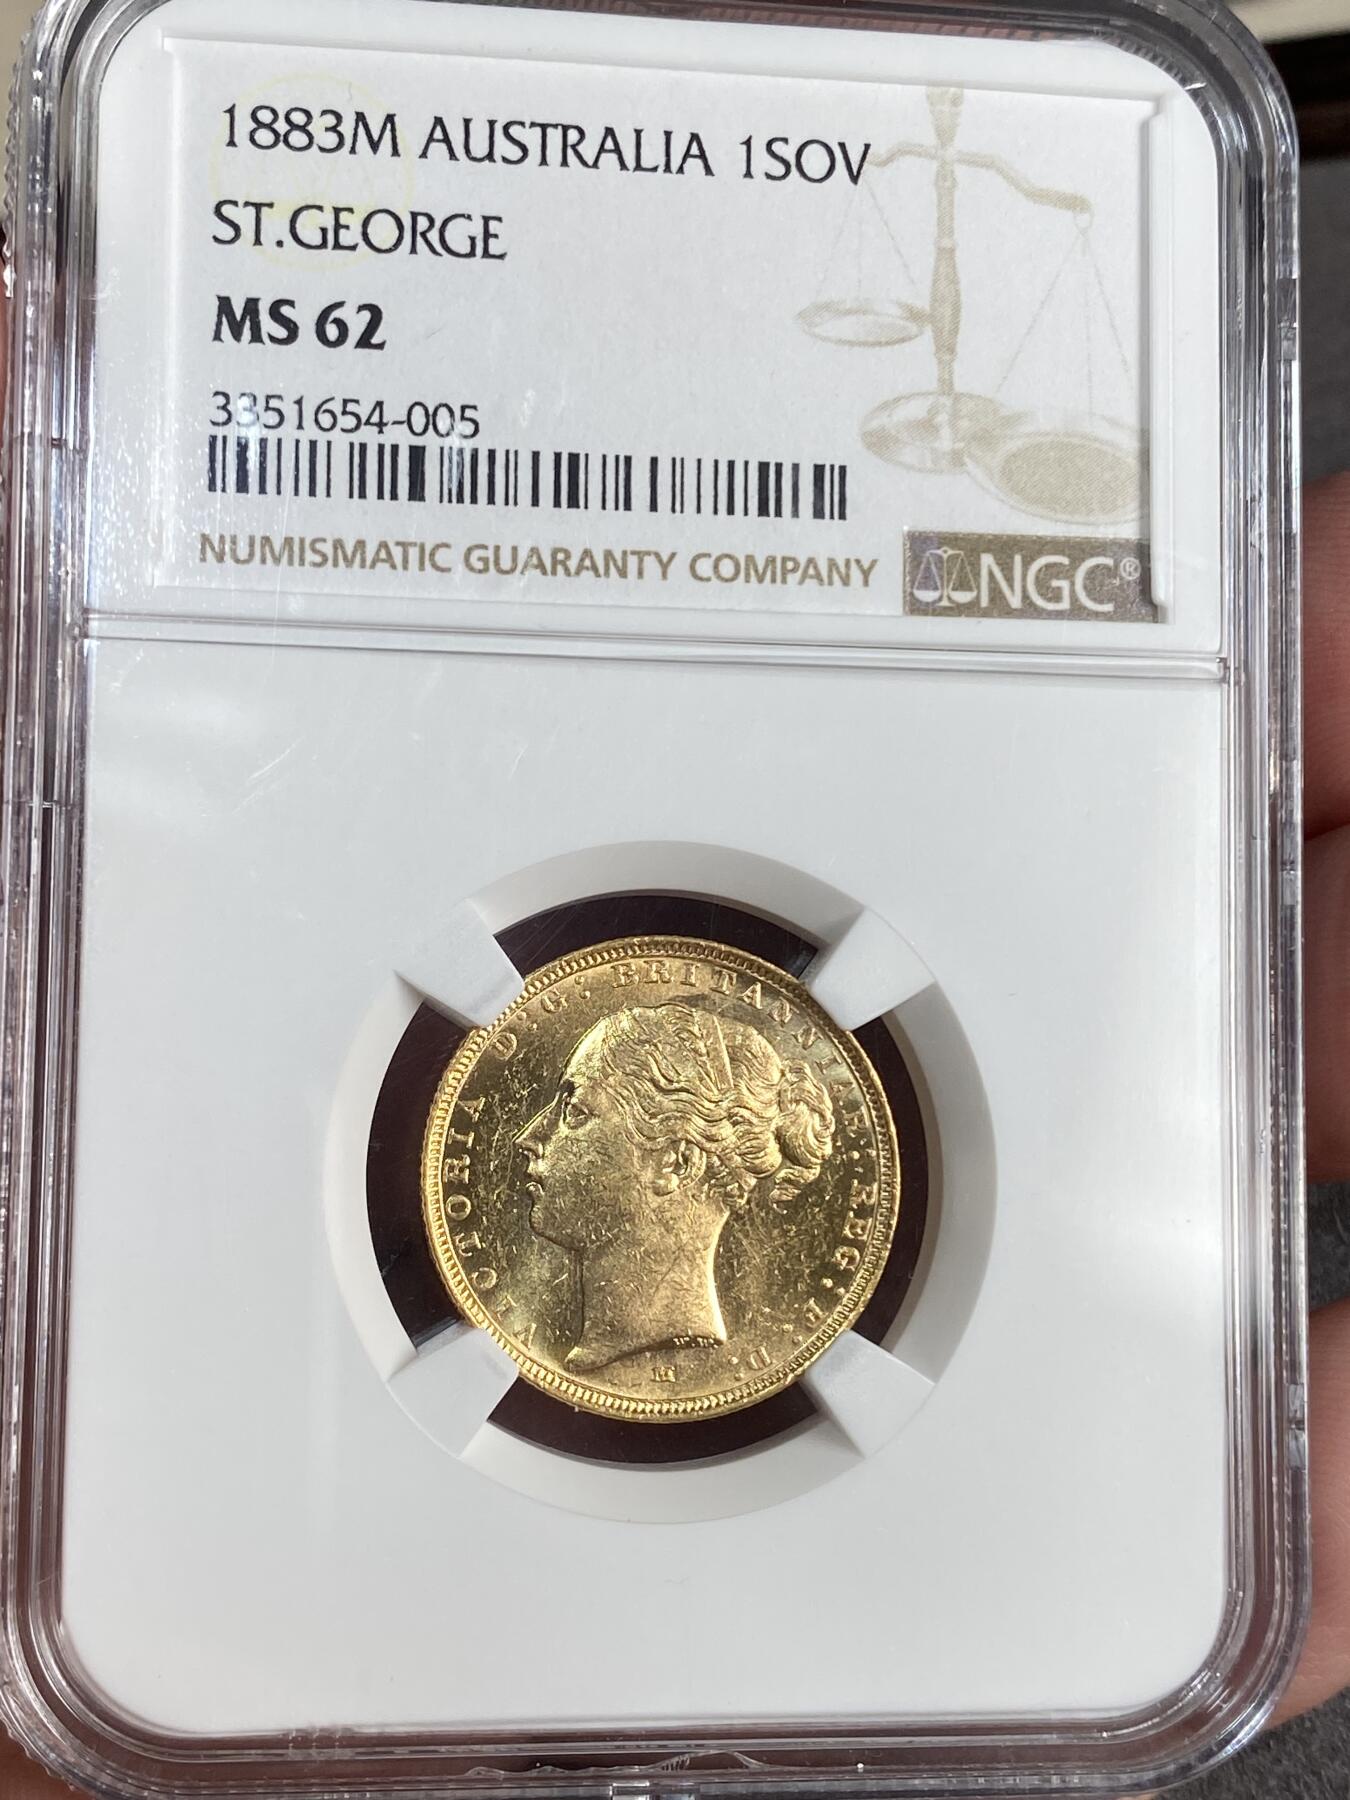 1883M AUSTRALIA 1SOV
ST.GEORGE
MS 62
3351654-005
NUMISMATIC GUARANTY COMPANY
NGC®
VICTORIA D:G: BRITANNIAR: REG: F: D:
W.W.
M